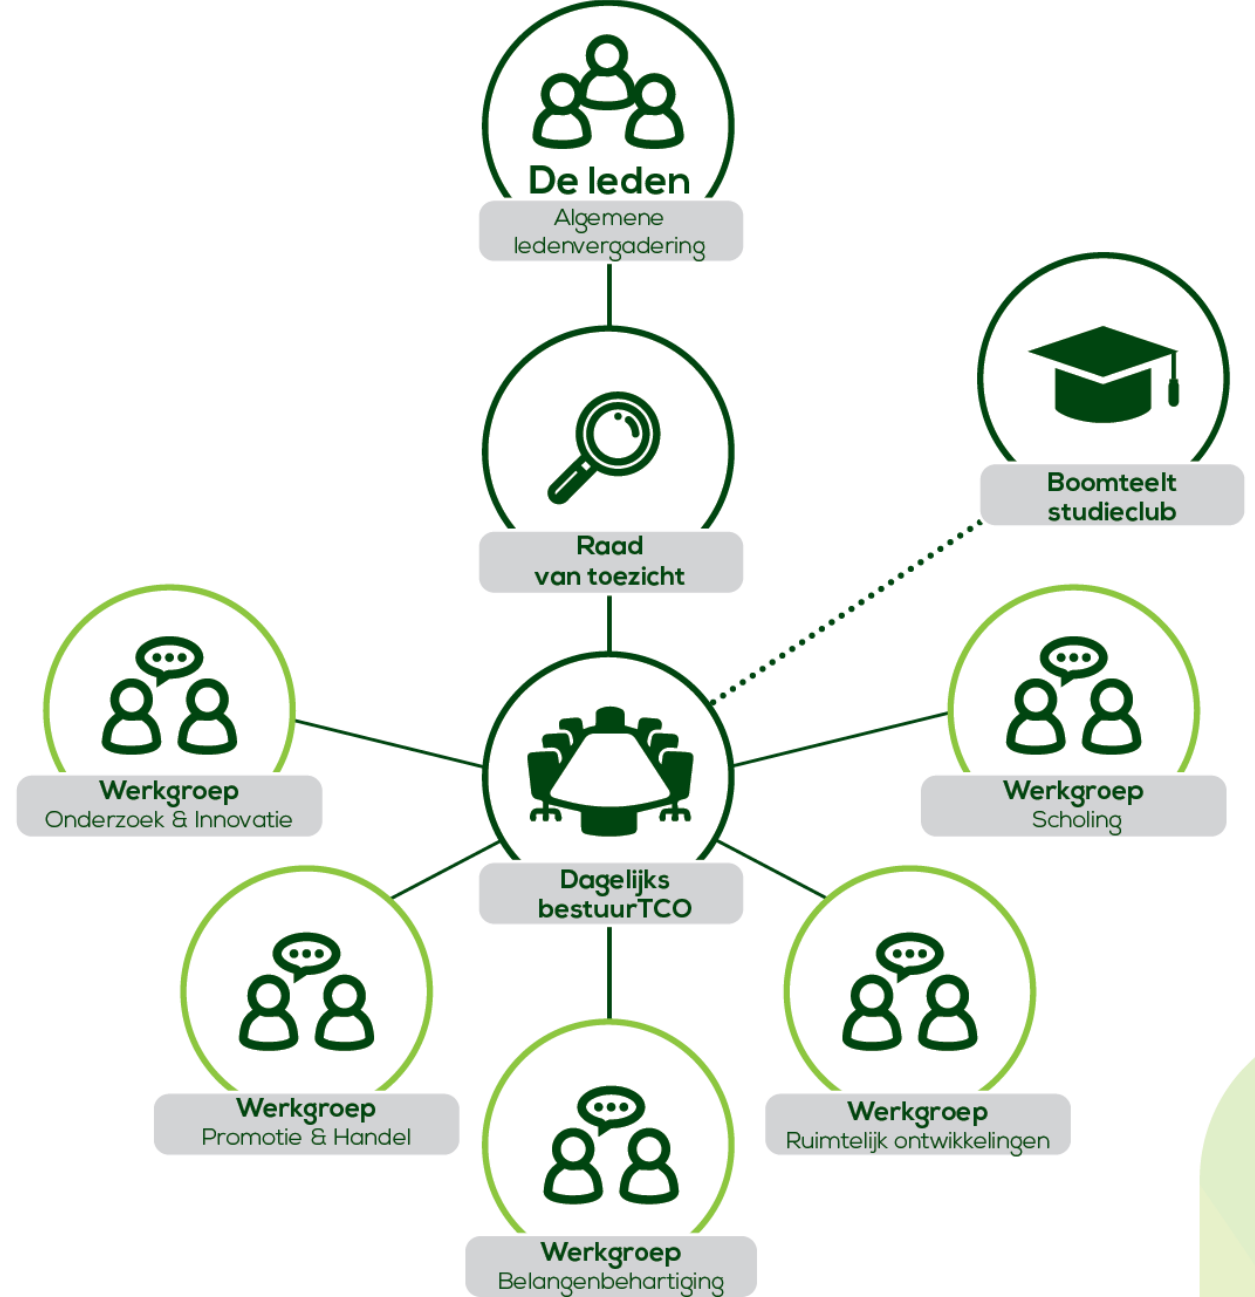 De leden
Algemene
ledenvergadering
Boomteelt
studieclub
Raad
van toezicht
Werkgroep
Onderzoek & Innovatie
Werkgroep
Scholing
Dagelijks
bestuurTCO
Werkgroep
Promotie & Handel
Werkgroep
Ruimtelijk ontwikkelingen
Werkgroep
Belangenbehartiging